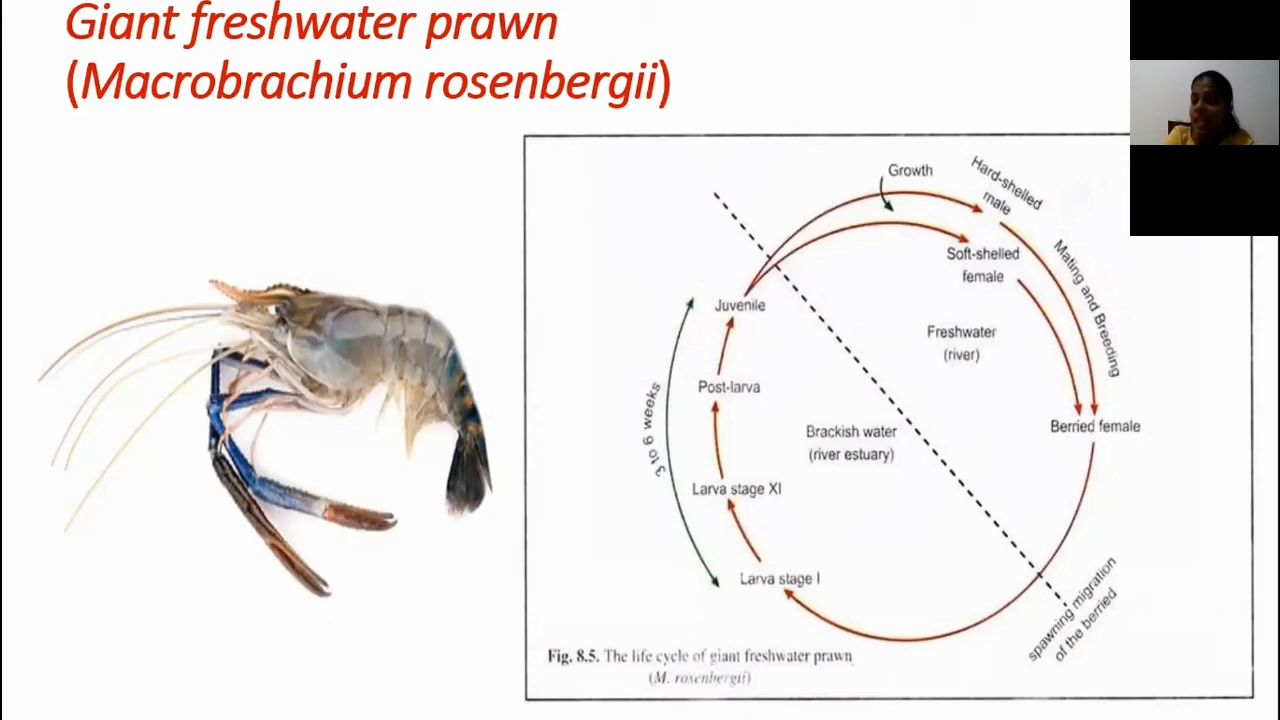 Giant freshwater prawn
(Macrobrachium rosenbergii)
Growth
Hard-shelled
male
Soft-shelled
female
Mating and Breeding
Juvenile
Freshwater
(river)
3 to 6 weeks
Post-larva
Brackish water
(river estuary)
Berried female
Larva stage XI
Larva stage I
spawning migration
of the berried
Fig. 8.5. The life cycle of giant freshwater prawn
(M. rosenbergii)